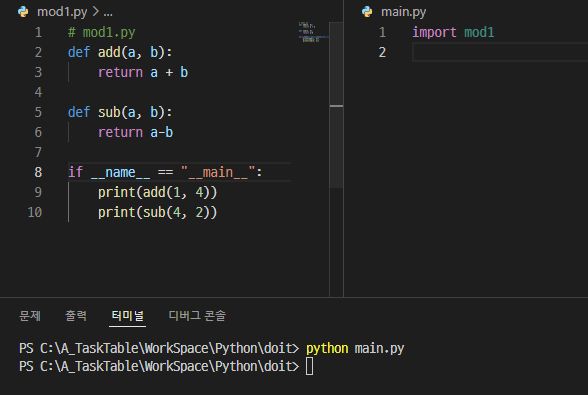 mod1.py > ...
1 # mod1.py
2 def add(a, b):
3     return a + b
4
5 def sub(a, b):
6     return a-b
7
8 if __name__ == "__main__":
9     print(add(1, 4))
10     print(sub(4, 2))
main.py
1 import mod1
2
문제 출력 터미널 디버그 콘솔
PS C:\A_TaskTable\WorkSpace\Python\doit> python main.py
PS C:\A_TaskTable\WorkSpace\Python\doit>